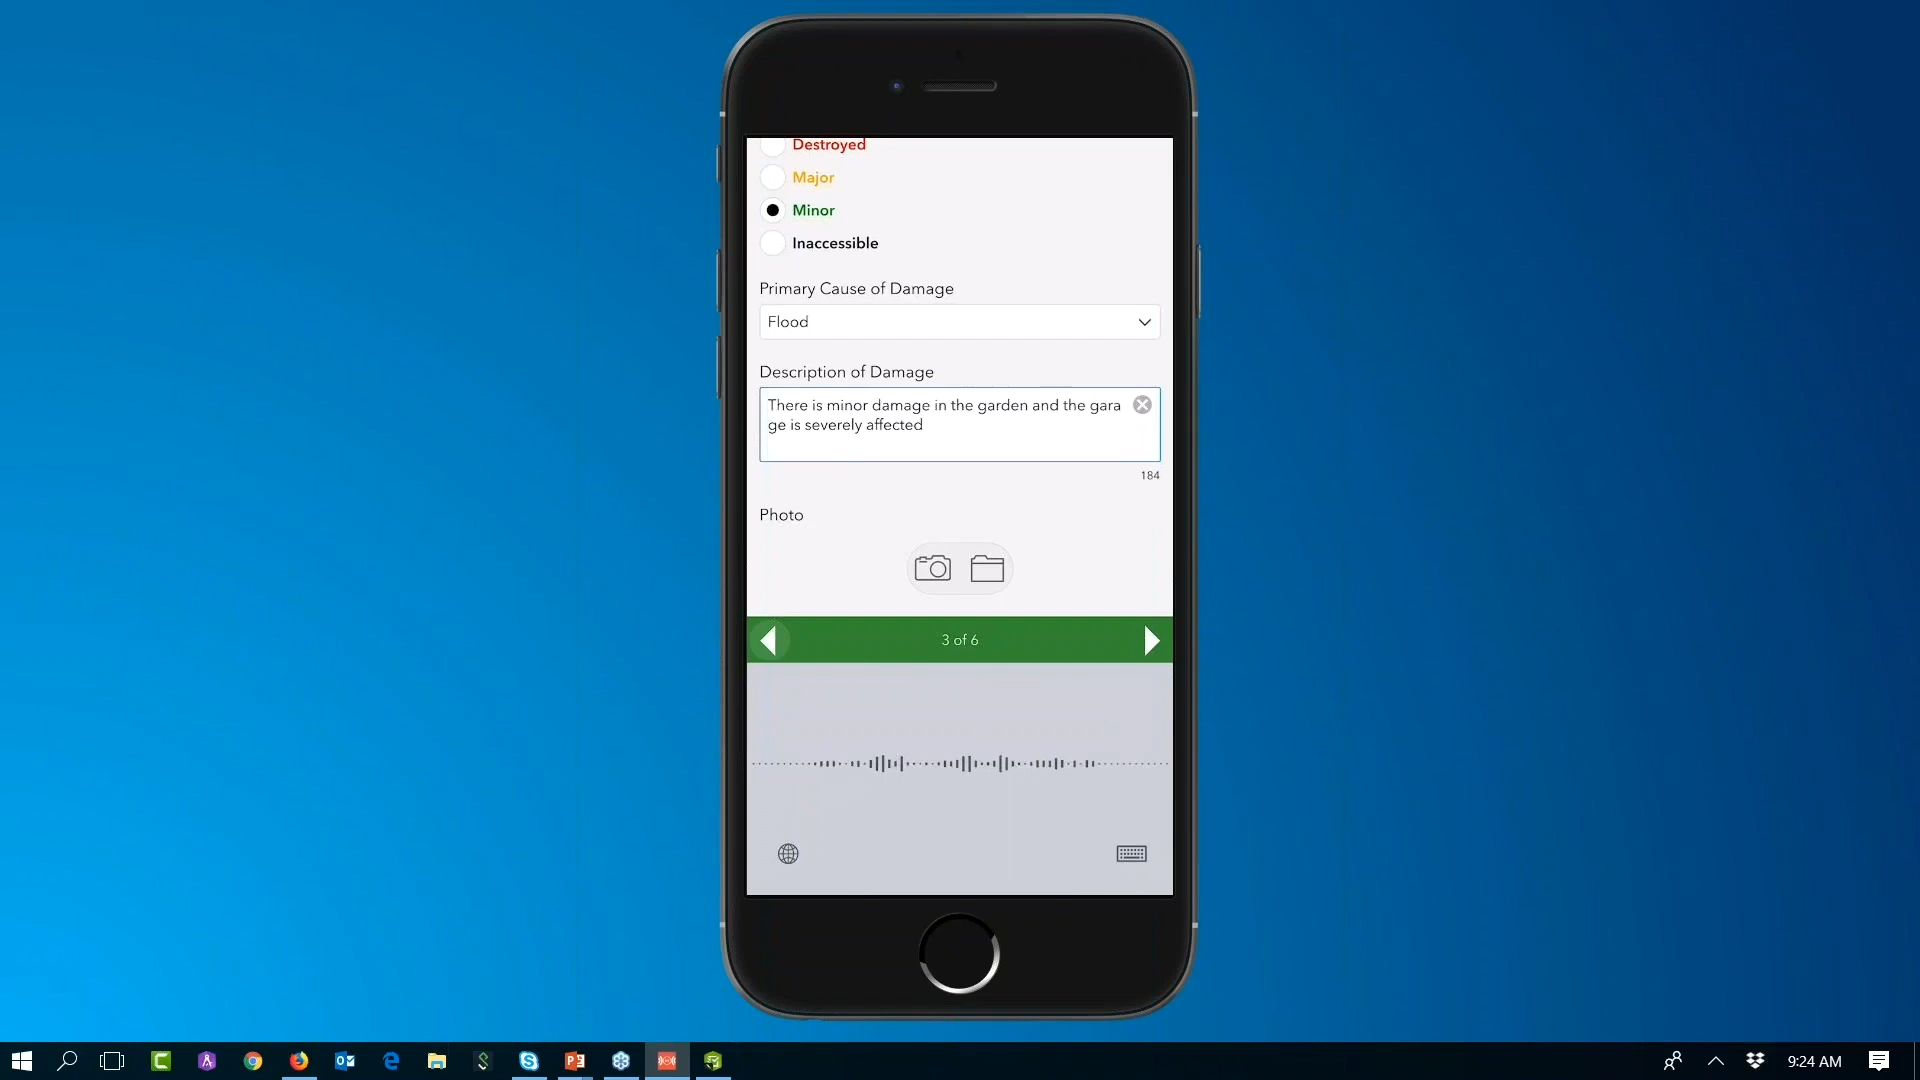 Destroyed
Major
Minor
Inaccessible
Primary Cause of Damage
Flood
Description of Damage
There is minor damage in the garden and the gara
ge is severely affected
184
Photo
3 of 6
9:24 AM